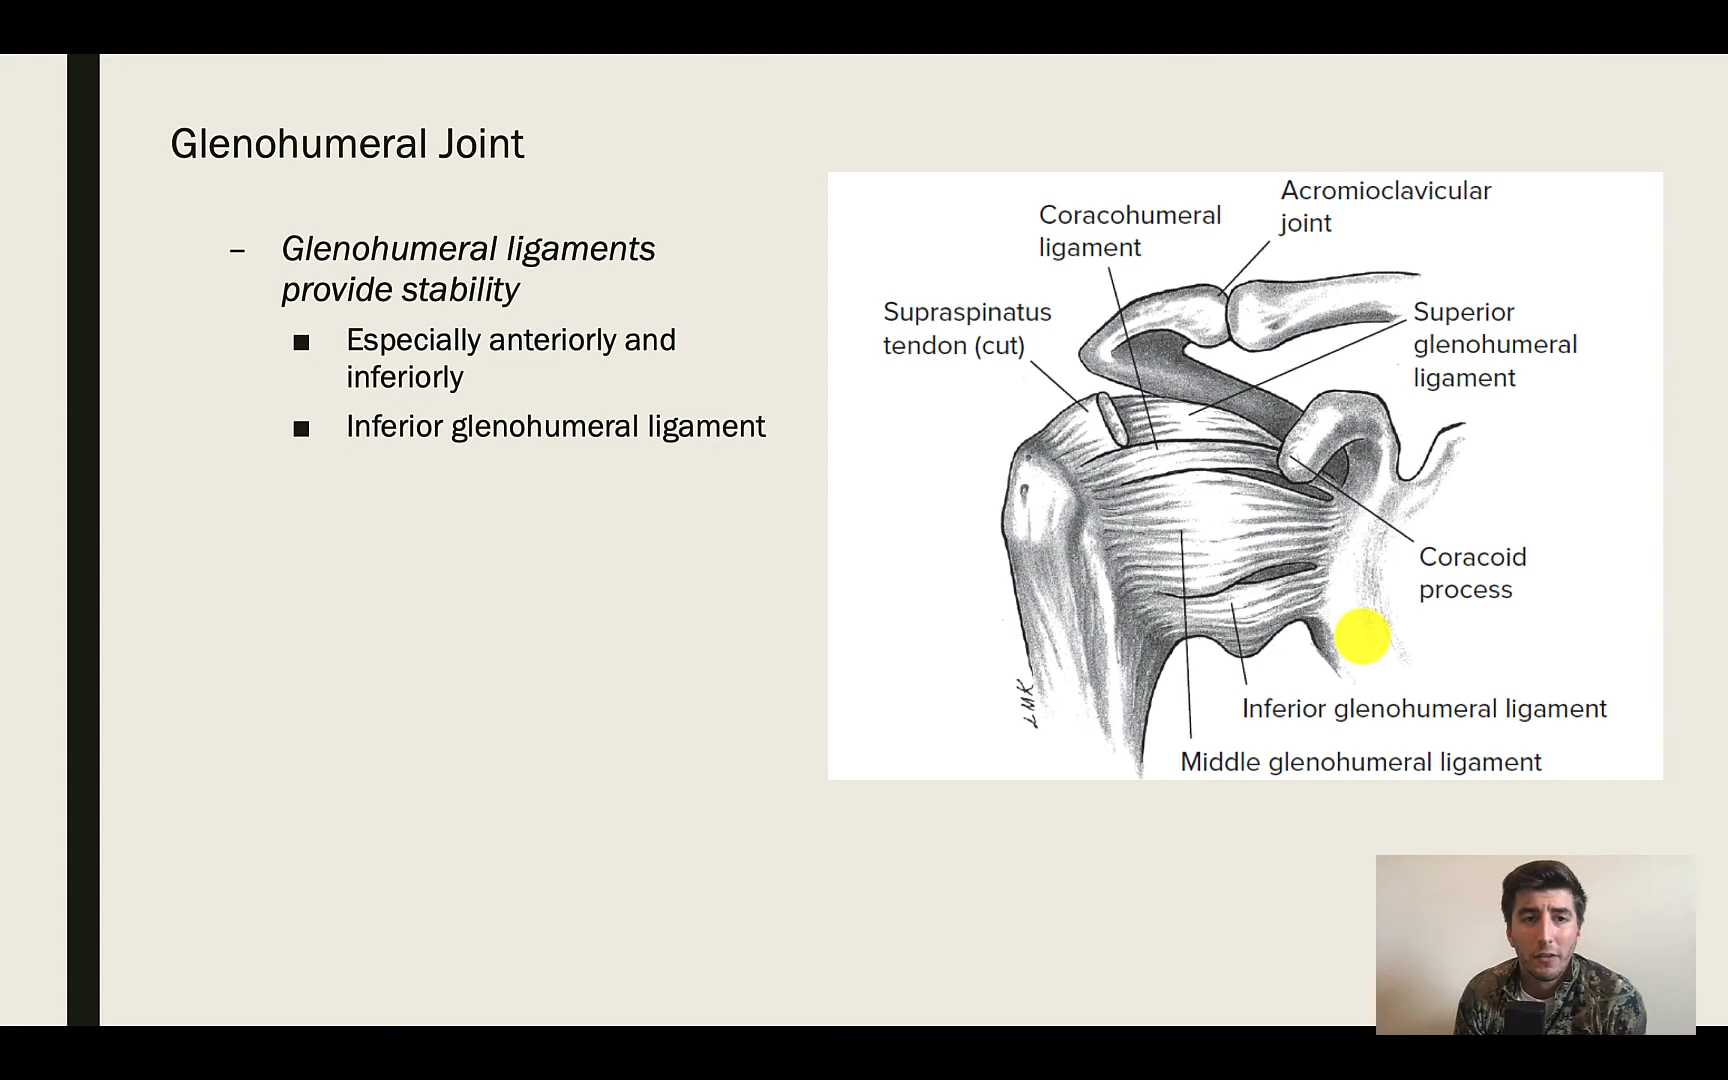 Glenohumeral Joint
– Glenohumeral ligaments
provide stability
■ Especially anteriorly and
inferiorly
■ Inferior glenohumeral ligament
Acromioclavicular
joint
Coracohumeral
ligament
Supraspinatus
tendon (cut)
Superior
glenohumeral
ligament
Coracoid
process
Inferior glenohumeral ligament
Middle glenohumeral ligament
LMK